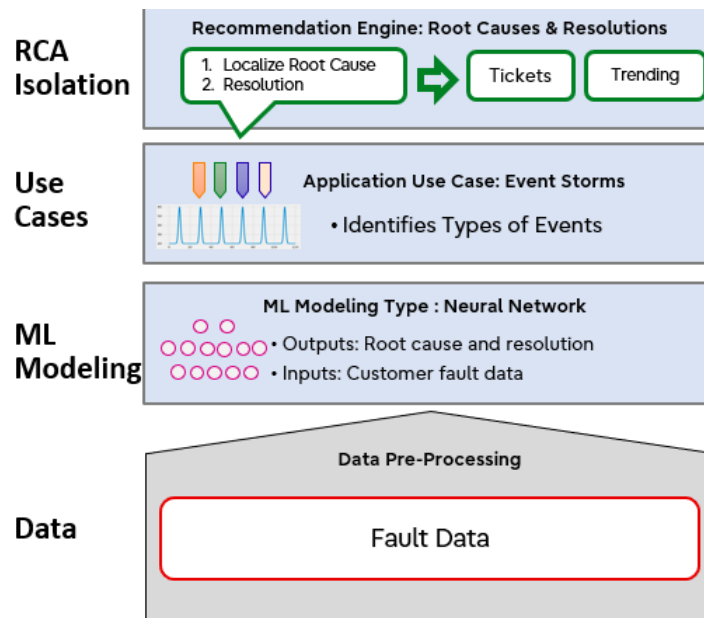 RCA
Isolation
Recommendation Engine: Root Causes & Resolutions
1. Localize Root Cause
2. Resolution
Tickets
Trending
Use
Cases
Application Use Case: Event Storms
• Identifies Types of Events
ML
Modeling
ML Modeling Type : Neural Network
• Outputs: Root cause and resolution
• Inputs: Customer fault data
Data
Data Pre-Processing
Fault Data